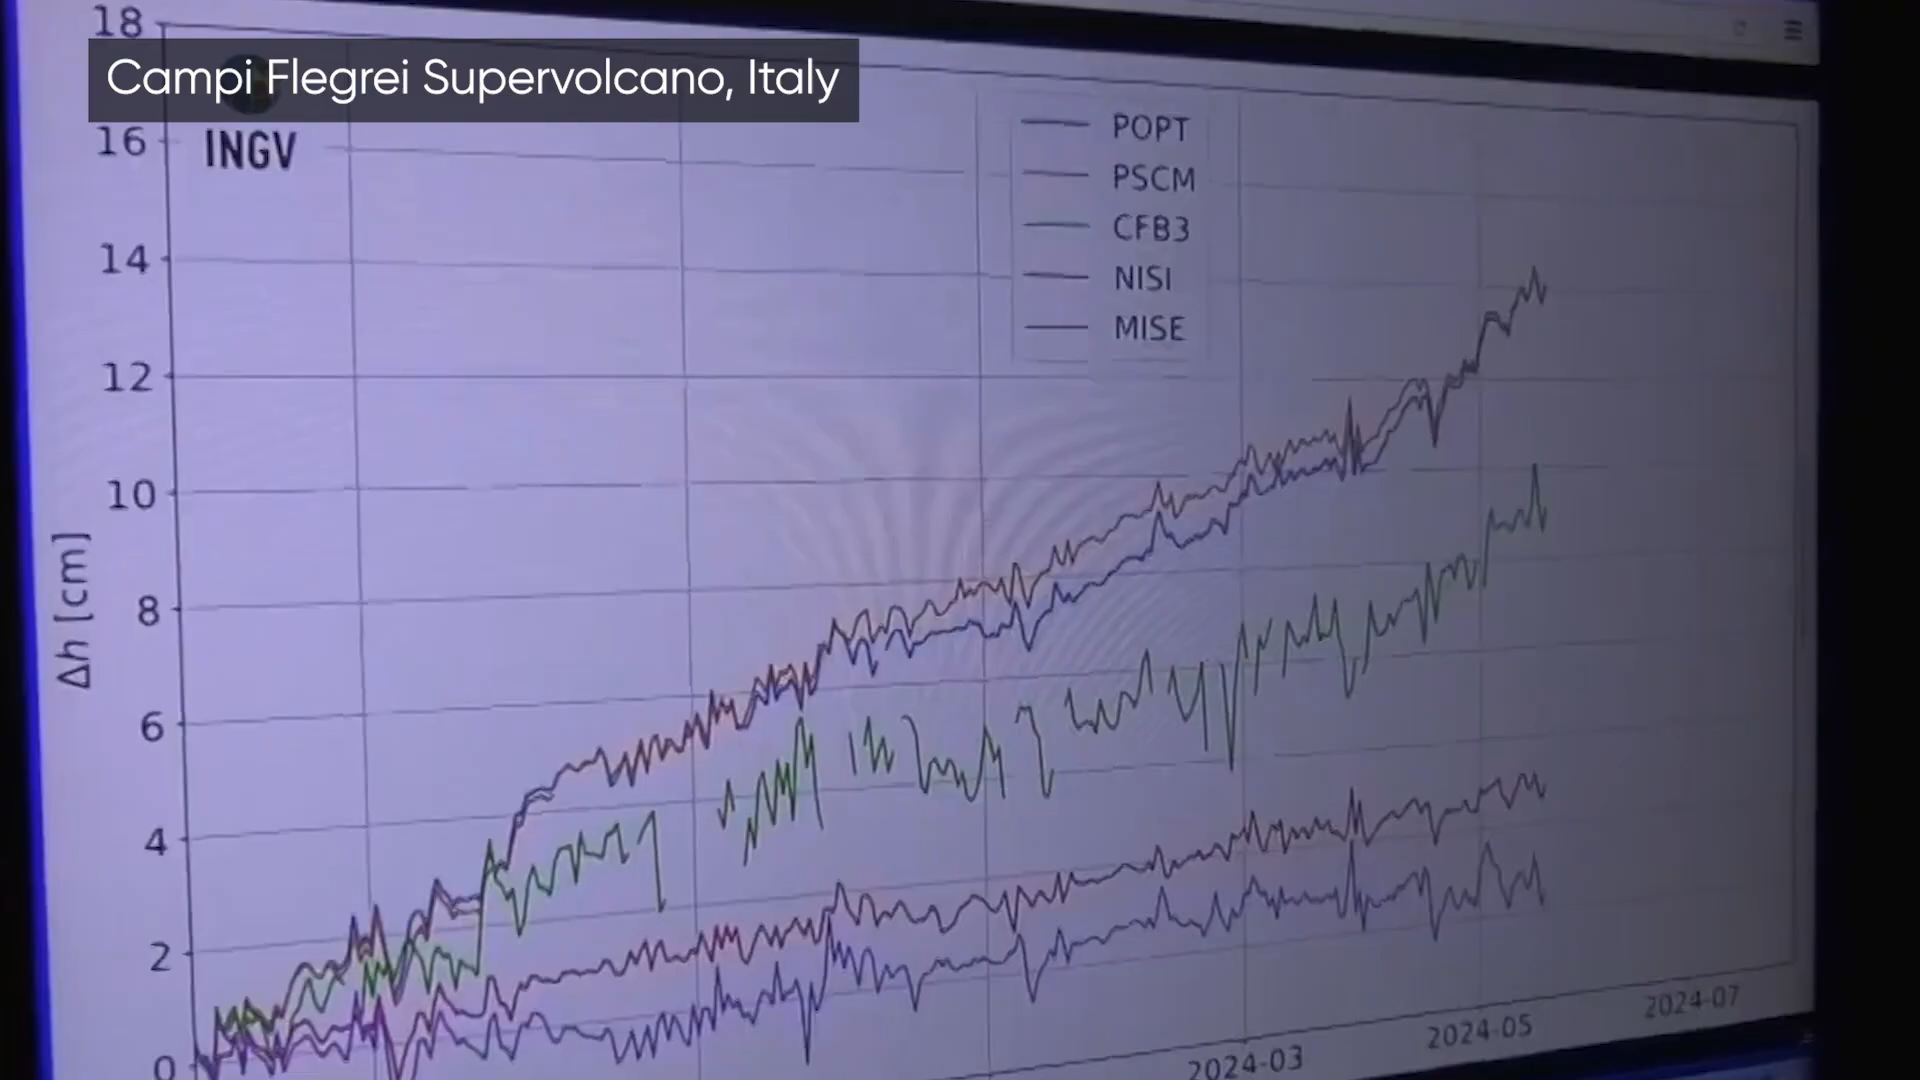 18
Campi Flegrei Supervolcano, Italy
16
INGV
14
12
10
8
6
4
2
0
Δh [cm]
POPT
PSCM
CFB3
NISI
MISE
2024-03
2024-05
2024-07